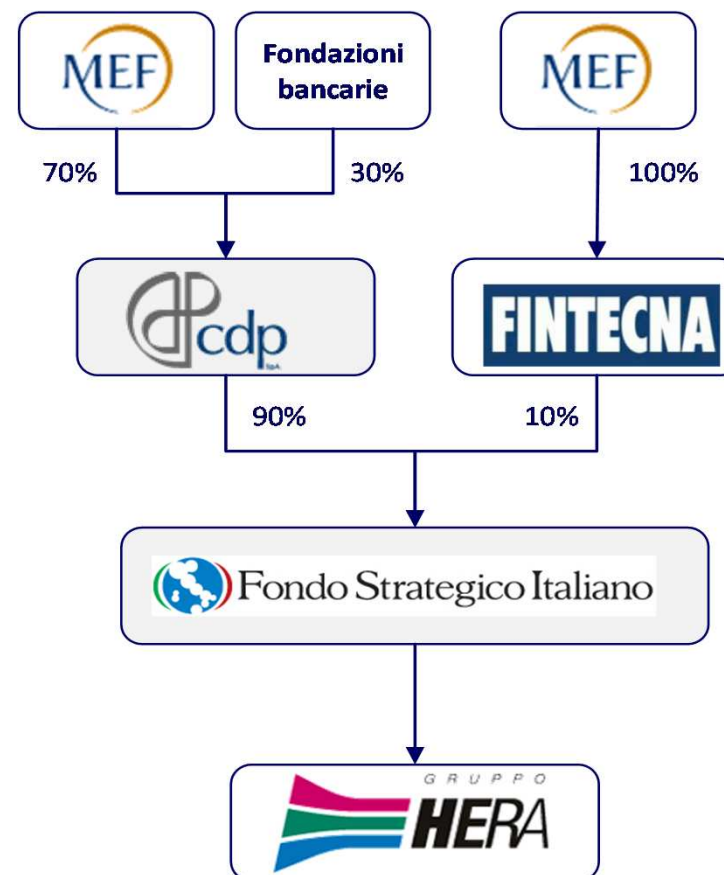 MEF
Fondazioni
bancarie
MEF
70%
30%
100%
cdp
SpA
FINTECNA
90%
10%
Fondo Strategico Italiano
GRUPPO
HERA